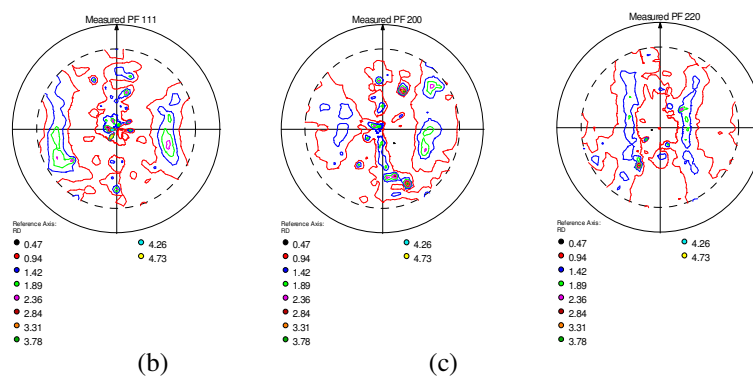 Measured PF 111
Measured PF 200
Measured PF 220
Reference Axis:
RD
0.47
0.94
1.42
1.89
2.36
2.84
3.31
3.78
4.26
4.73
Reference Axis:
RD
0.47
0.94
1.42
1.89
2.36
2.84
3.31
3.78
4.26
4.73
Reference Axis:
RD
0.47
0.94
1.42
1.89
2.36
2.84
3.31
3.78
4.26
4.73
(b)
(c)